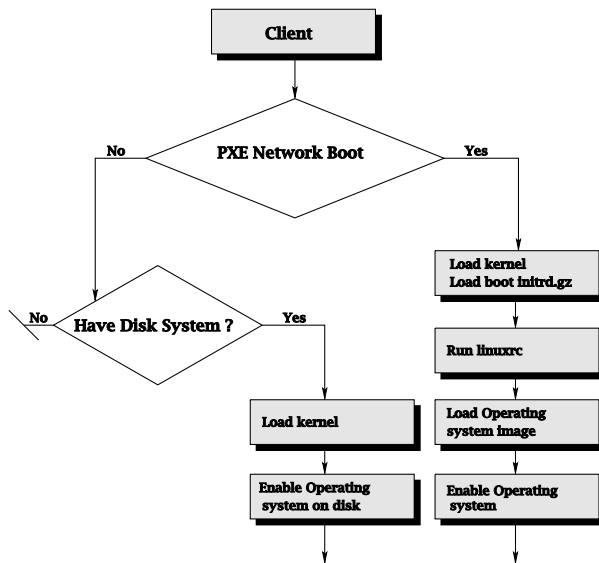 Client
PXE Network Boot
No
Yes
Load kernel
Load boot initrd.gz
No
Have Disk System ?
Yes
Run linuxrc
Load kernel
Load Operating
system image
Enable Operating
system on disk
Enable Operating
system